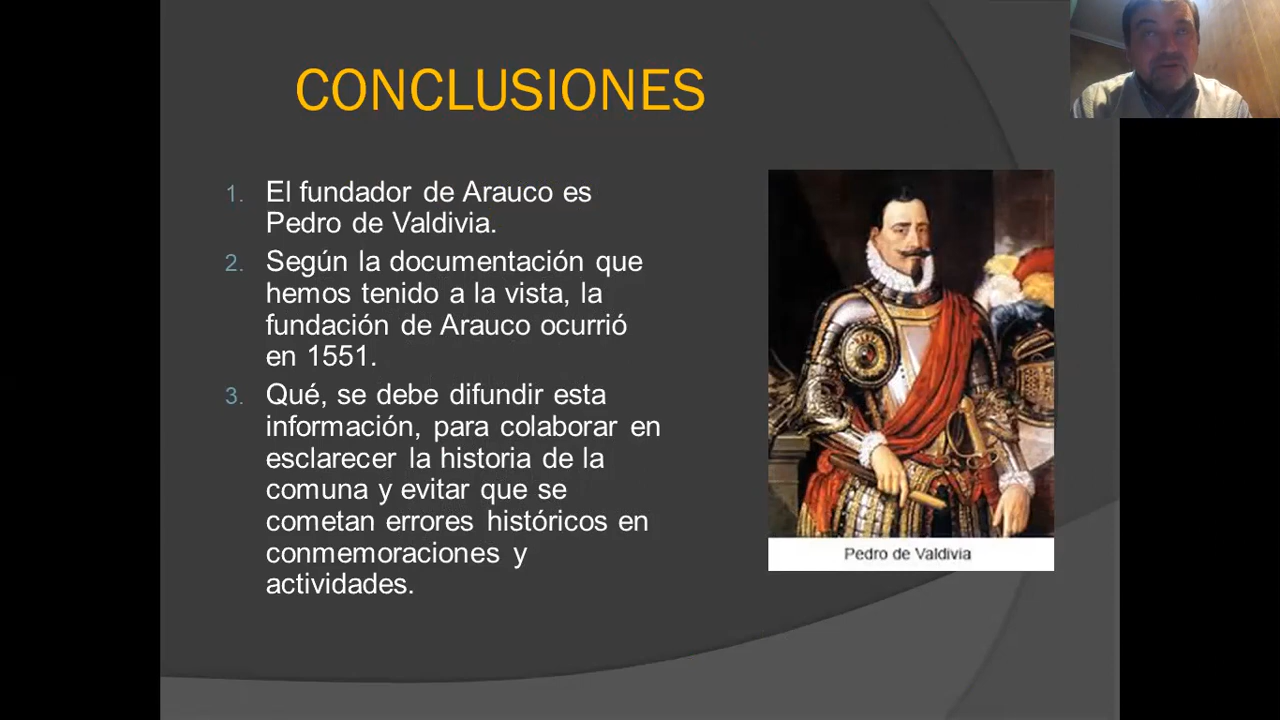 CONCLUSIONES
1. El fundador de Arauco es
Pedro de Valdivia.
2. Según la documentación que
hemos tenido a la vista, la
fundación de Arauco ocurrió
en 1551.
3. Qué, se debe difundir esta
información, para colaborar en
esclarecer la historia de la
comuna y evitar que se
cometan errores históricos en
conmemoraciones y
actividades.
Pedro de Valdivia